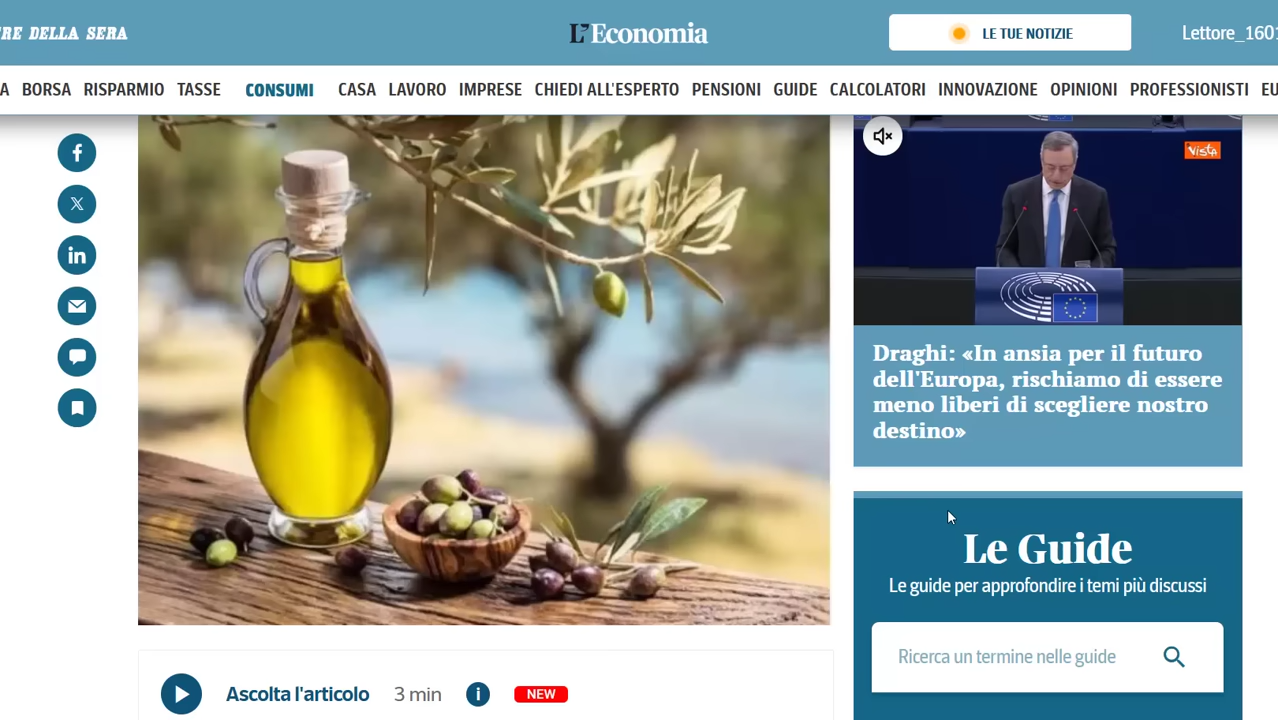 RE DELLA SERA
L'Economia
LE TUE NOTIZIE
Lettore_1601
A BORSA RISPARMIO TASSE CONSUMI CASA LAVORO IMPRESE CHIEDI ALL'ESPERTO PENSIONI GUIDE CALCOLATORI INNOVAZIONE OPINIONI PROFESSIONISTI EU
vista
Draghi: «In ansia per il futuro
dell'Europa, rischiamo di essere
meno liberi di scegliere nostro
destino»
Le Guide
Le guide per approfondire i temi più discussi
Ricerca un termine nelle guide
Ascolta l'articolo 3 min i NEW